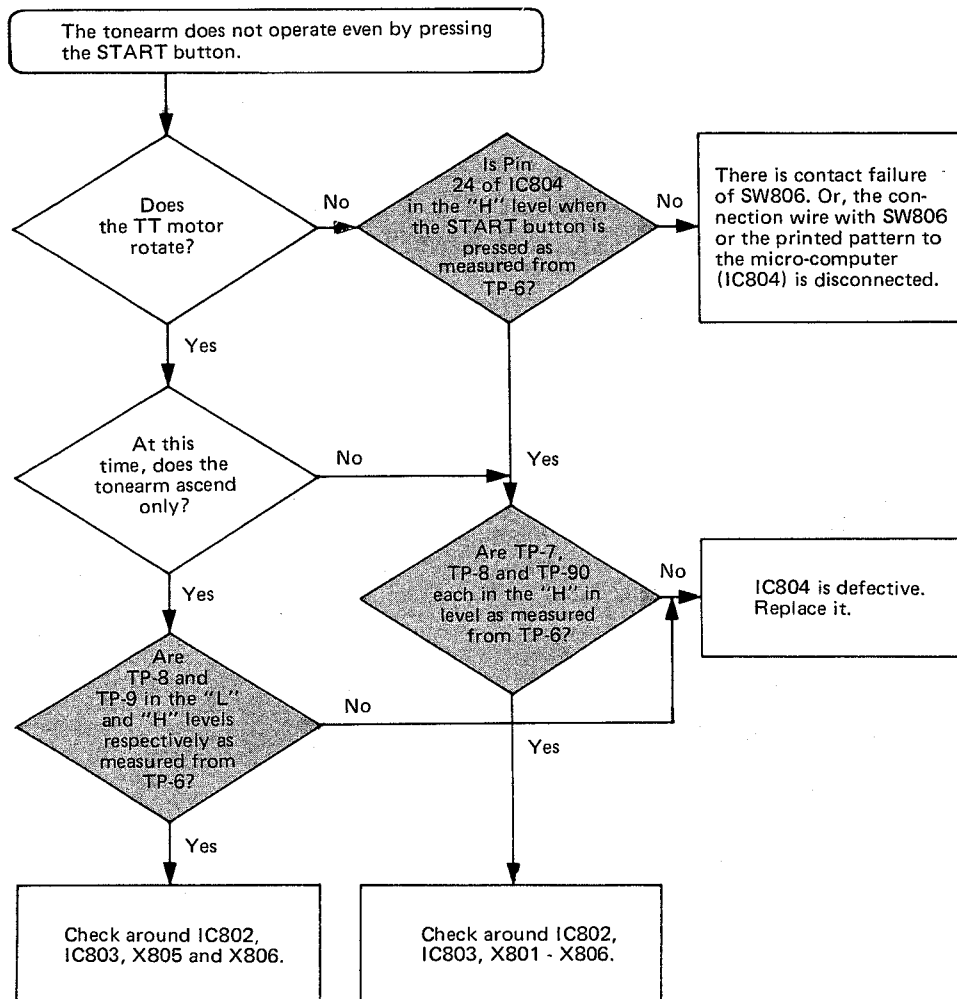 The tonearm does not operate even by pressing
the START button.
Does
the TT motor
rotate?
No
Is Pin
24 of IC804
in the "H" level when
the START button is
pressed as
measured from
TP-6?
No
There is contact failure
of SW806. Or, the con-
nection wire with SW806
or the printed pattern to
the micro-computer
(IC804) is disconnected.
Yes
At this
time, does the
tonearm ascend
only?
No
Yes
Are TP-7,
TP-8 and TP-90
each in the "H" in
level as measured
from TP-6?
No
IC804 is defective.
Replace it.
Yes
Are
TP-8 and
TP-9 in the "L"
and "H" levels
respectively as
measured from
TP-6?
No
Yes
Yes
Check around IC802,
IC803, X805 and X806.
Check around IC802,
IC803, X801 - X806.